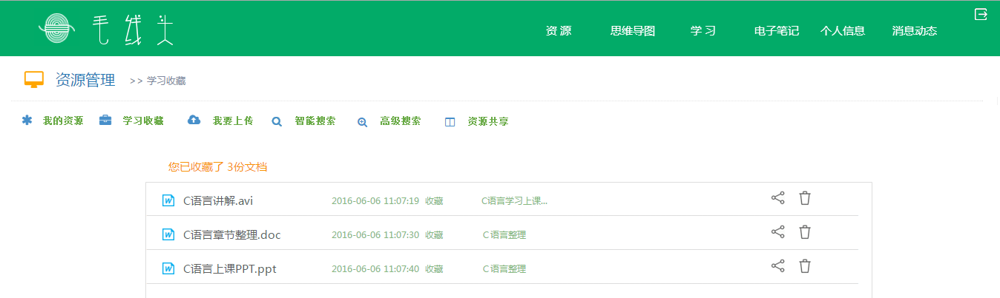 毛线头
资 源 思维导图 学 习 电子笔记 个人信息 消息动态
资源管理 >> 学习收藏
我的资源 学习收藏 我要上传 智能搜索 高级搜索 资源共享
您已收藏了 3份文档
C语言讲解.avi 2016-06-06 11:07:19 收藏 C语言学习上课...
C语言章节整理.doc 2016-06-06 11:07:30 收藏 C语言整理
C语言上课PPT.ppt 2016-06-06 11:07:40 收藏 C语言整理